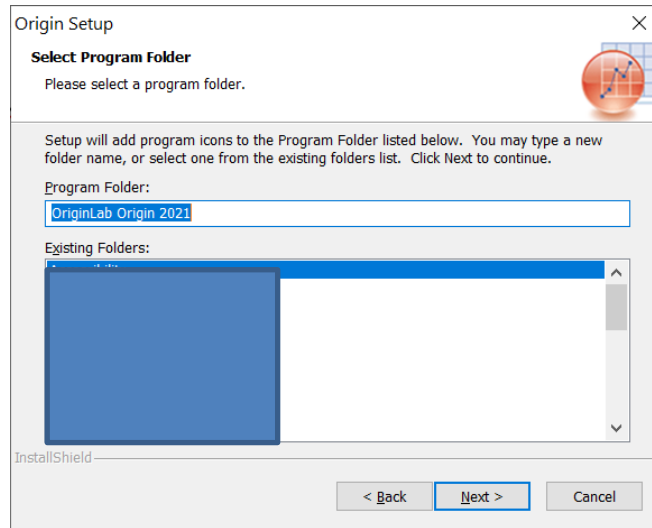 Origin Setup
Select Program Folder
Please select a program folder.
Setup will add program icons to the Program Folder listed below. You may type a new
folder name, or select one from the existing folders list. Click Next to continue.
Program Folder:
OriginLab Origin 2021
Existing Folders:
InstallShield
< Back Next > Cancel